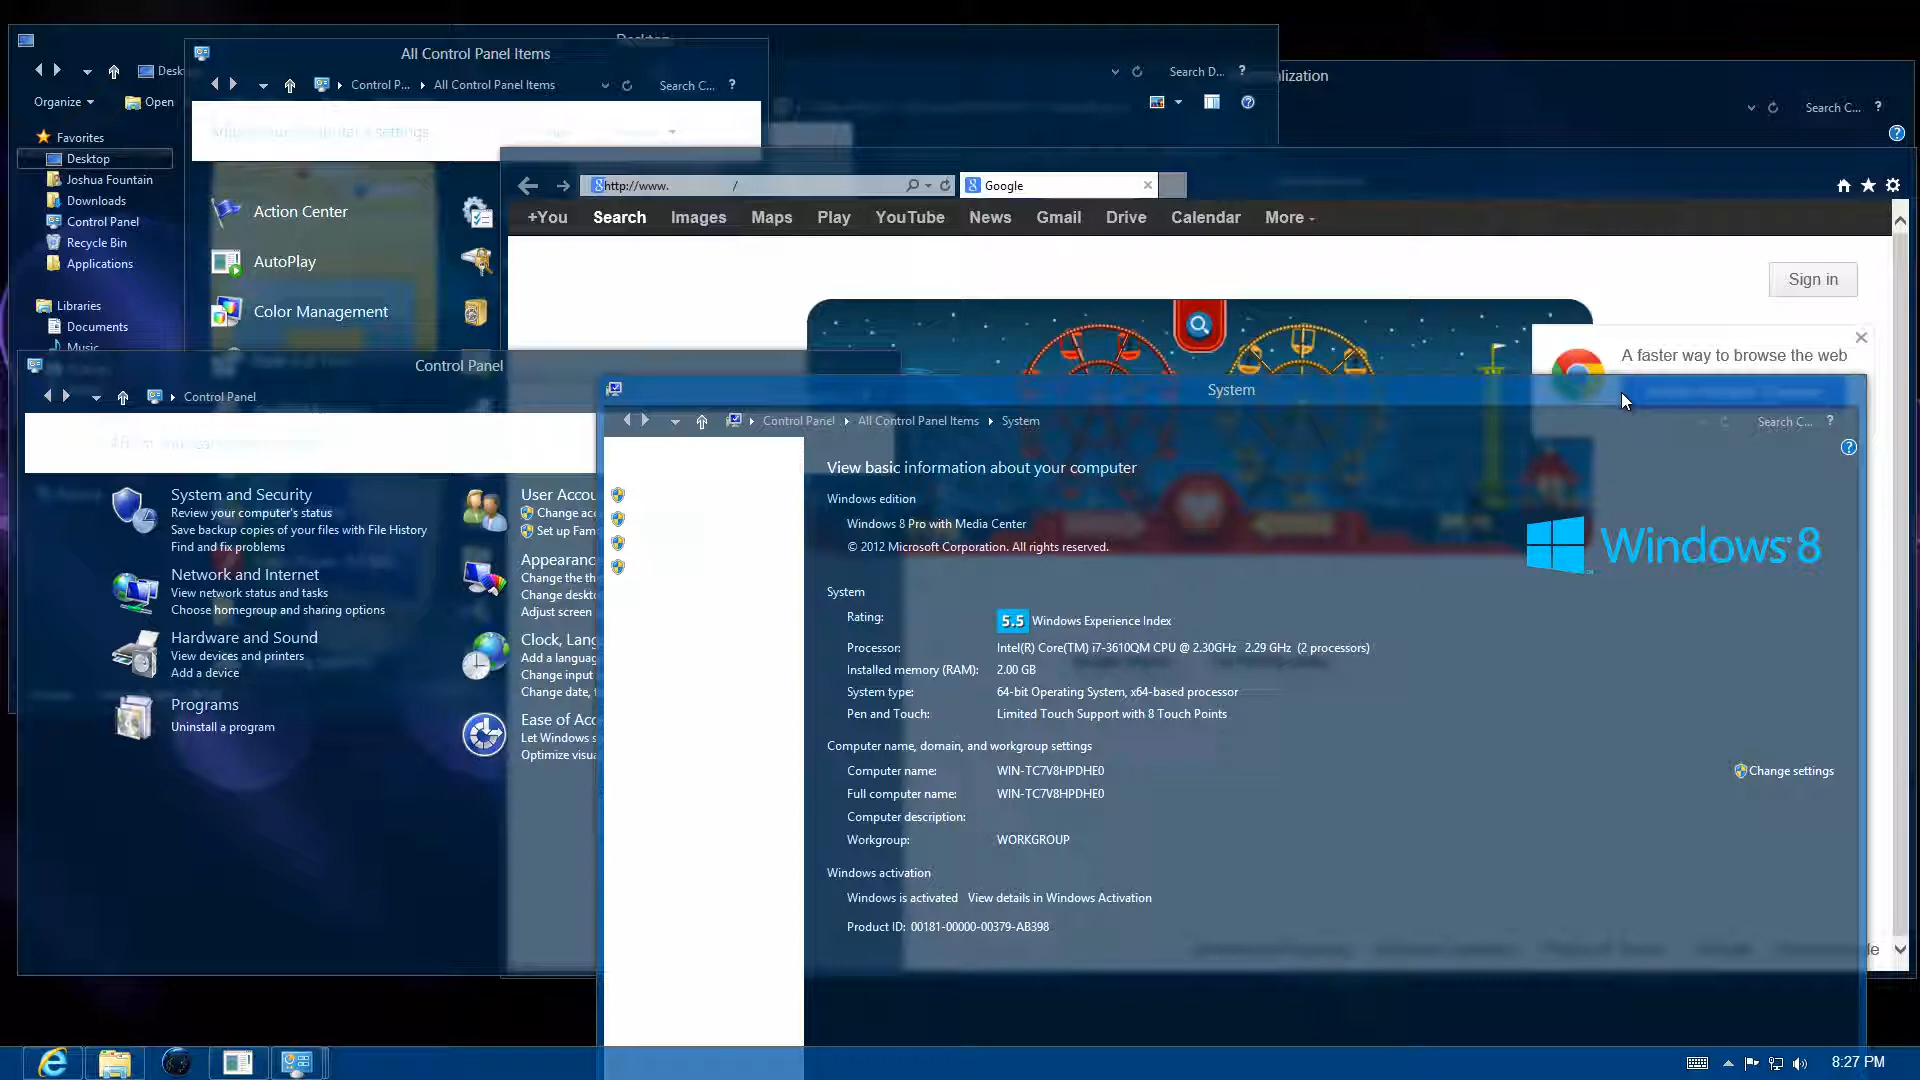 Desktop
All Control Panel Items
Control P... All Control Panel Items Search C... ?
Desk
Organize Open
Search D... ?
lization
Search C... ?
Adjust your computer's settings
Favorites
Desktop
Joshua Fountain
Downloads
Control Panel
Recycle Bin
Applications
Libraries
Documents
Music
Action Center
AutoPlay
Color Management
http://www. /
Google
+You Search Images Maps Play YouTube News Gmail Drive Calendar More
Sign in
A faster way to browse the web
Control Panel
Control Panel
System and Security
Review your computer's status
Save backup copies of your files with File History
Find and fix problems
Network and Internet
View network status and tasks
Choose homegroup and sharing options
Hardware and Sound
View devices and printers
Add a device
Programs
Uninstall a program
User Accou
Change acc
Set up Fam
Appearanc
Change the th
Change deskto
Adjust screen
Clock, Lang
Add a language
Change input
Change date, t
Ease of Acc
Let Windows s
Optimize visua
System
Control Panel All Control Panel Items System Search C... ?
View basic information about your computer
Windows edition
Windows 8 Pro with Media Center
© 2012 Microsoft Corporation. All rights reserved.
Windows 8
System
Rating: 5.5 Windows Experience Index
Processor: Intel(R) Core(TM) i7-3610QM CPU @ 2.30GHz 2.29 GHz (2 processors)
Installed memory (RAM): 2.00 GB
System type: 64-bit Operating System, x64-based processor
Pen and Touch: Limited Touch Support with 8 Touch Points
Computer name, domain, and workgroup settings
Computer name: WIN-TC7V8HPDHE0
Change settings
Full computer name: WIN-TC7V8HPDHE0
Computer description:
Workgroup: WORKGROUP
Windows activation
Windows is activated View details in Windows Activation
Product ID: 00181-00000-00379-AB398
8:27 PM